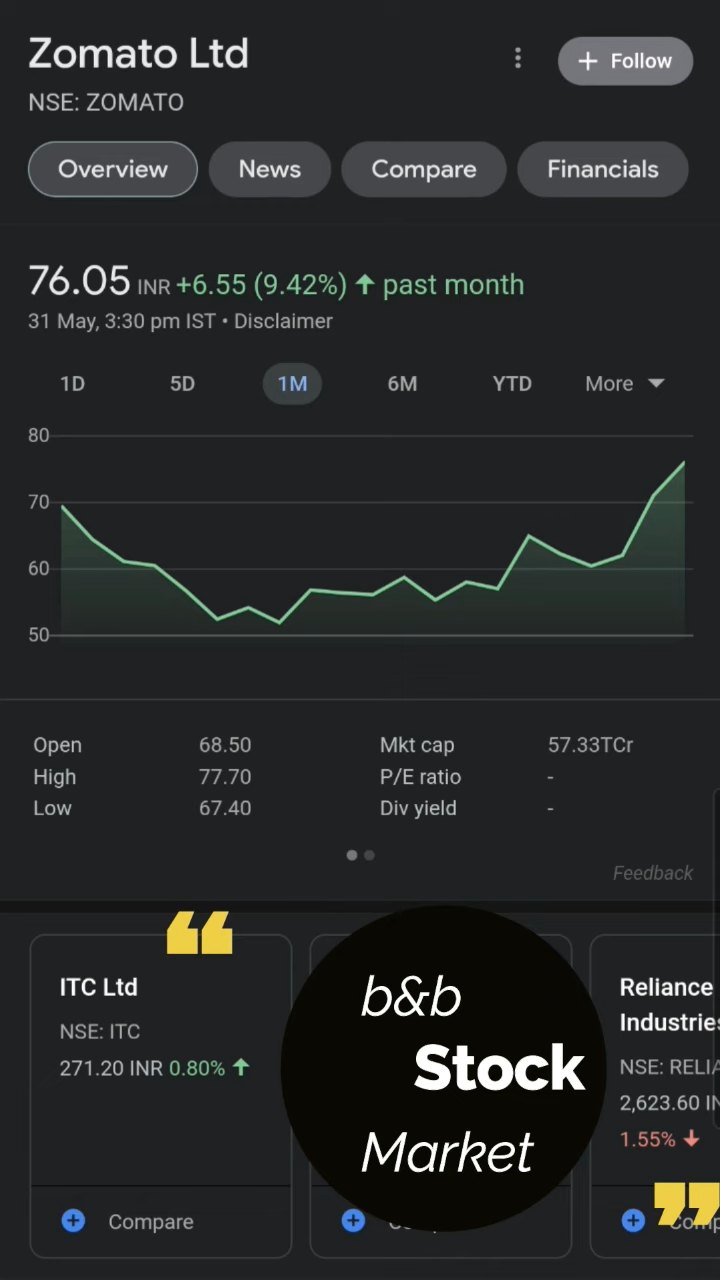 Zomato Ltd
+ Follow
NSE: ZOMATO
Overview News Compare Financials
76.05 INR +6.55 (9.42%) ↑ past month
31 May, 3:30 pm IST • Disclaimer
1D 5D 1M 6M YTD More
80
70
60
50
Open 68.50 Mkt cap 57.33TCr
High 77.70 P/E ratio -
Low 67.40 Div yield -
Feedback
“
ITC Ltd
NSE: ITC
271.20 INR 0.80% ↑
Compare
b&b
Stock
Market
Reliance
Industries
NSE: RELIA
2,623.60 IN
1.55% ↓
”